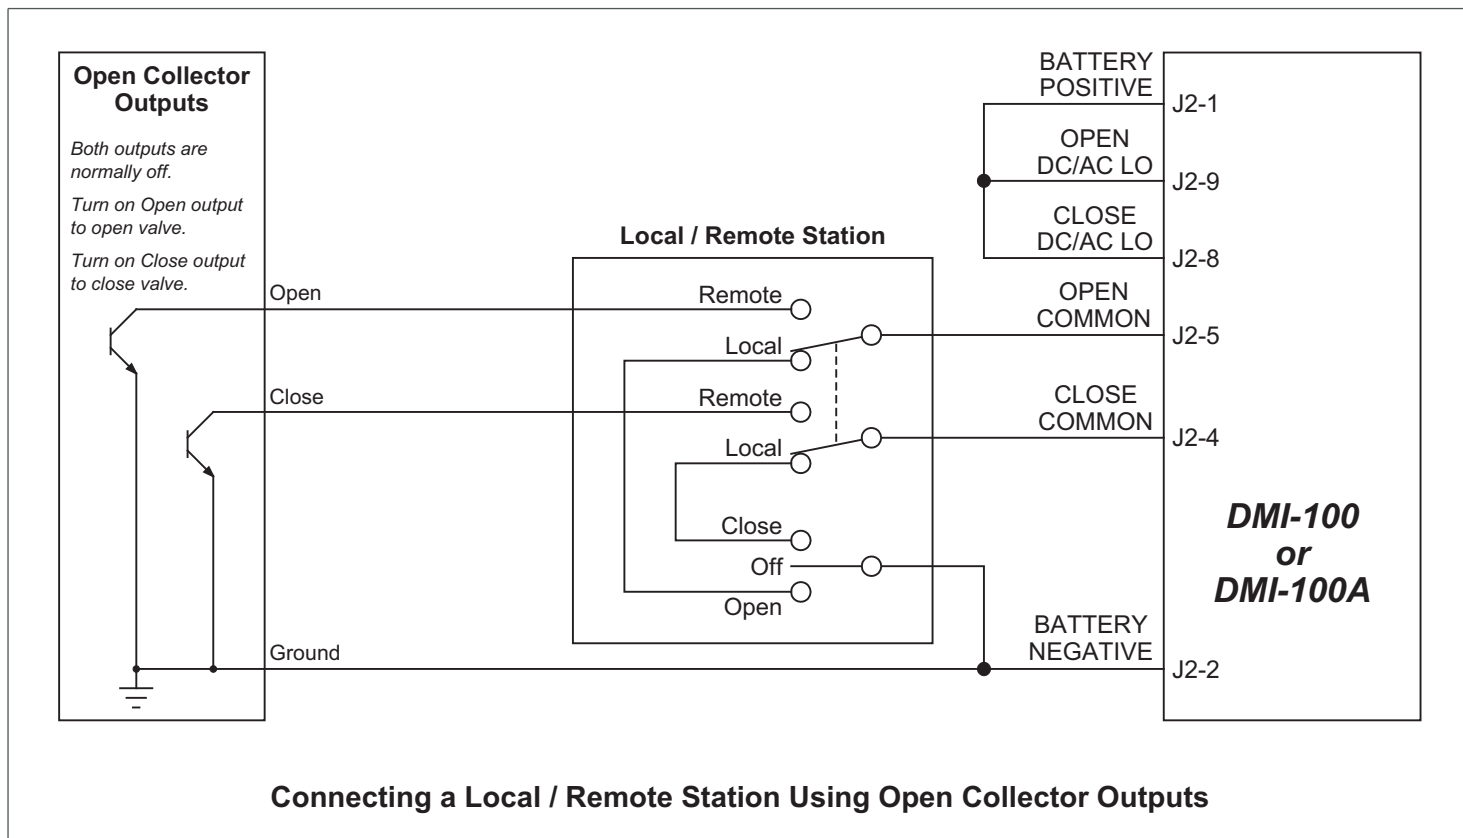 Open Collector
Outputs
Both outputs are
normally off.
Turn on Open output
to open valve.
Turn on Close output
to close valve.
Open
Close
Ground
Local / Remote Station
Remote
Local
Remote
Local
Close
Off
Open
BATTERY
POSITIVE
J2-1
OPEN
DC/AC LO
J2-9
CLOSE
DC/AC LO
J2-8
OPEN
COMMON
J2-5
CLOSE
COMMON
J2-4
DMI-100
or
DMI-100A
BATTERY
NEGATIVE
J2-2
Connecting a Local / Remote Station Using Open Collector Outputs